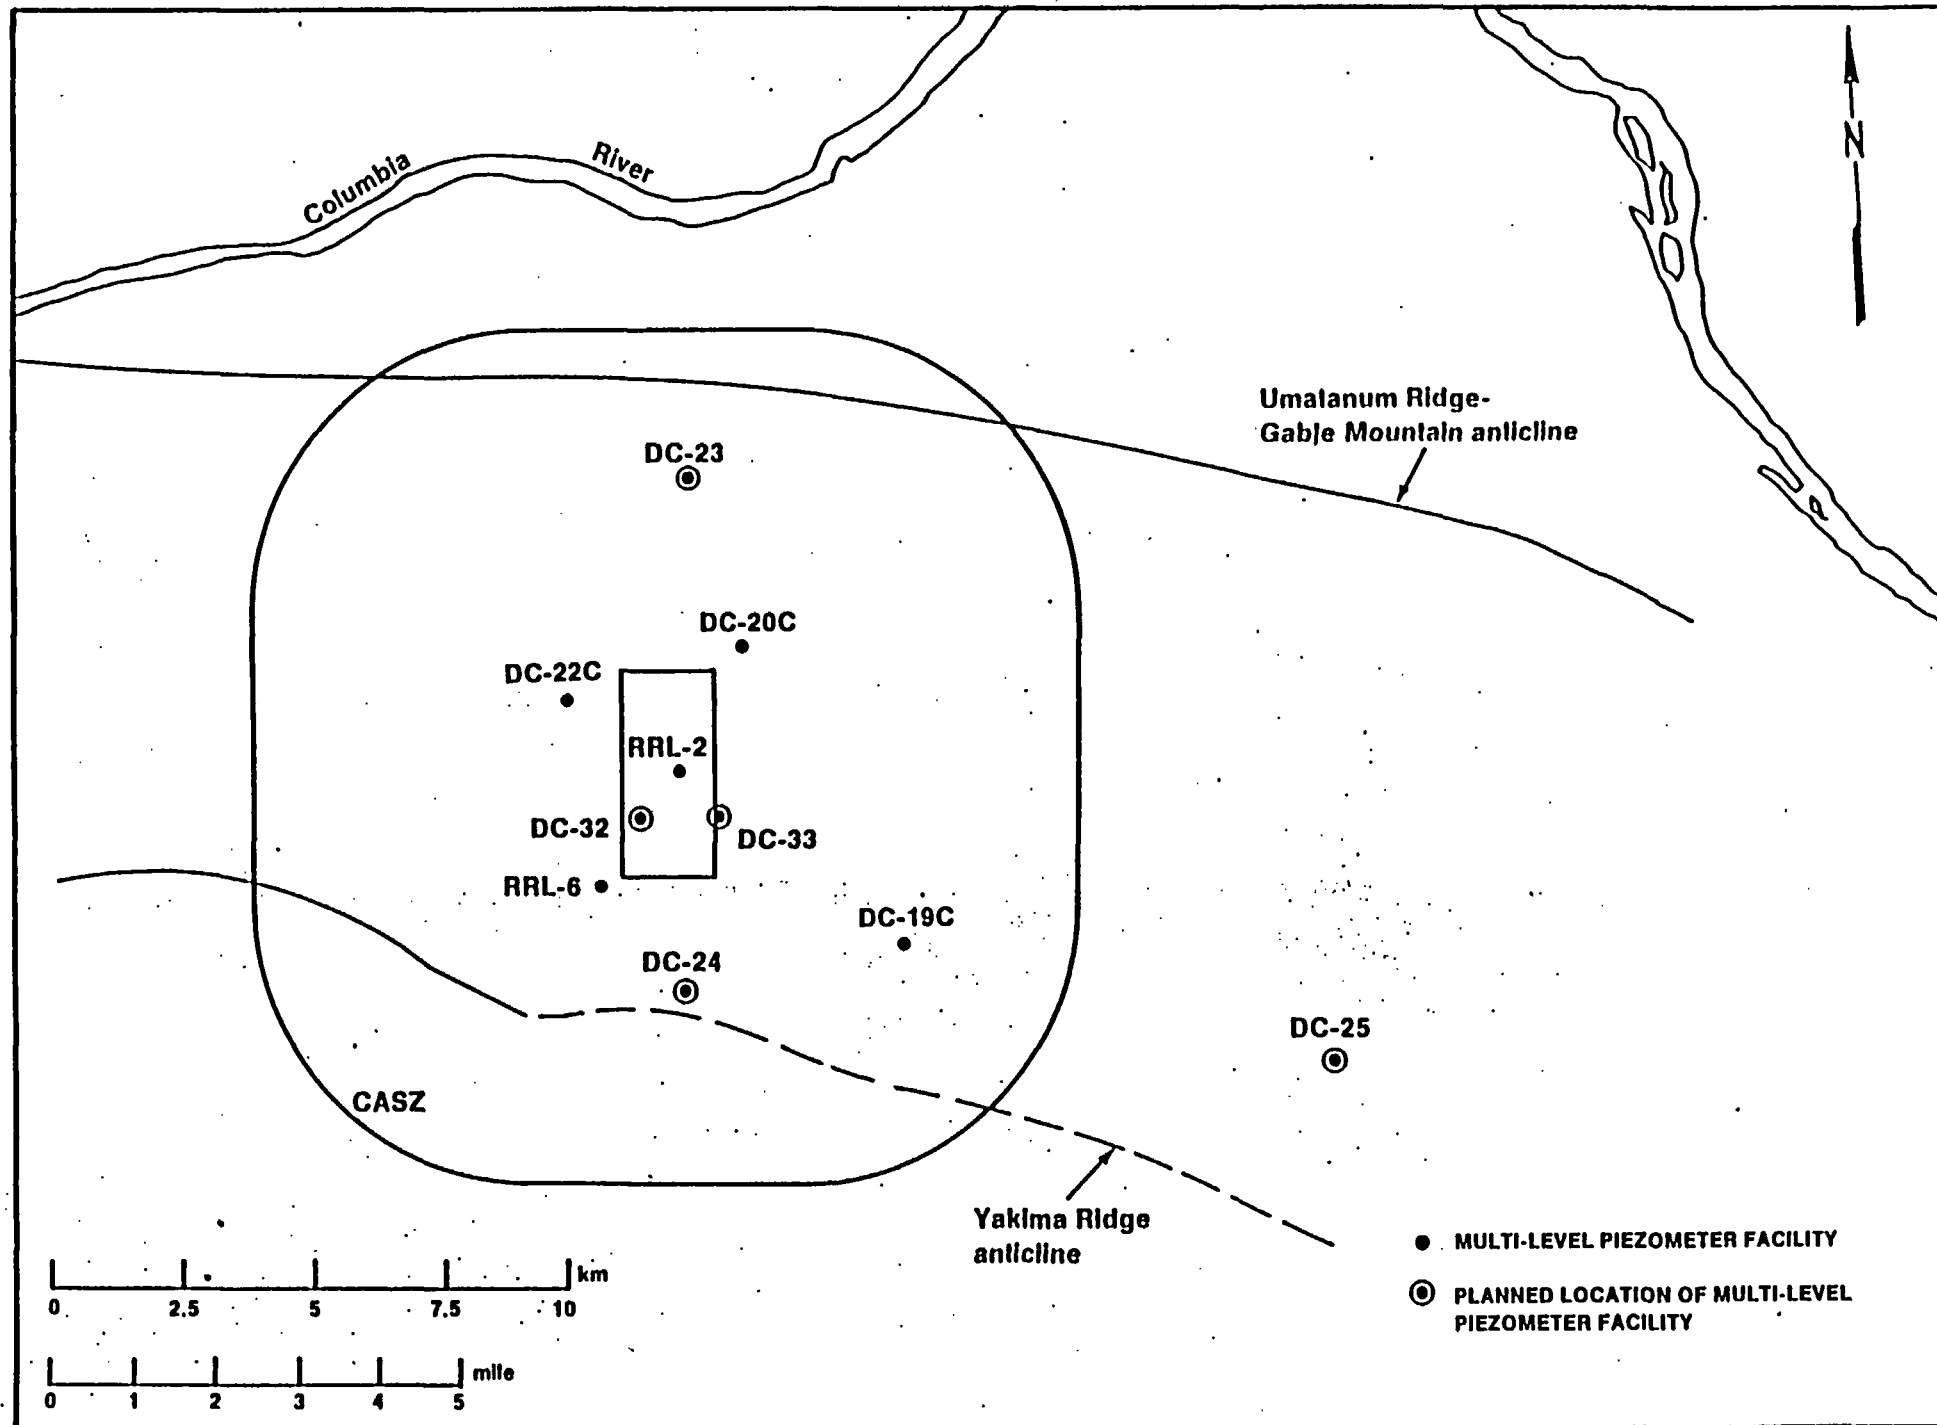 Columbia
River
N
Umatanum Ridge-
Gable Mountain anticline
DC-23
DC-20C
DC-22C
RRL-2
DC-32
DC-33
RRL-6
DC-19C
DC-24
DC-25
CASZ
Yakima Ridge
anticline
MULTI-LEVEL PIEZOMETER FACILITY
PLANNED LOCATION OF MULTI-LEVEL
PIEZOMETER FACILITY
km
0 2.5 5 7.5 10
mile
0 1 2 3 4 5